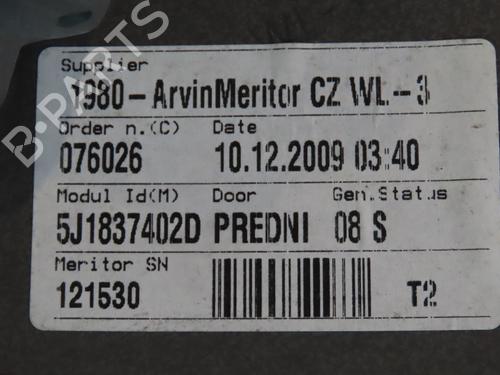 Supplier
1980-ArvinMeritor CZ WL-3
Order n.(C) Date
076026 10.12.2009 03:40
Modul Id(M) Door Gen.Status
5J1837402D PREDNI 08 S
Meritor SN
121530 T2
B-PARTS